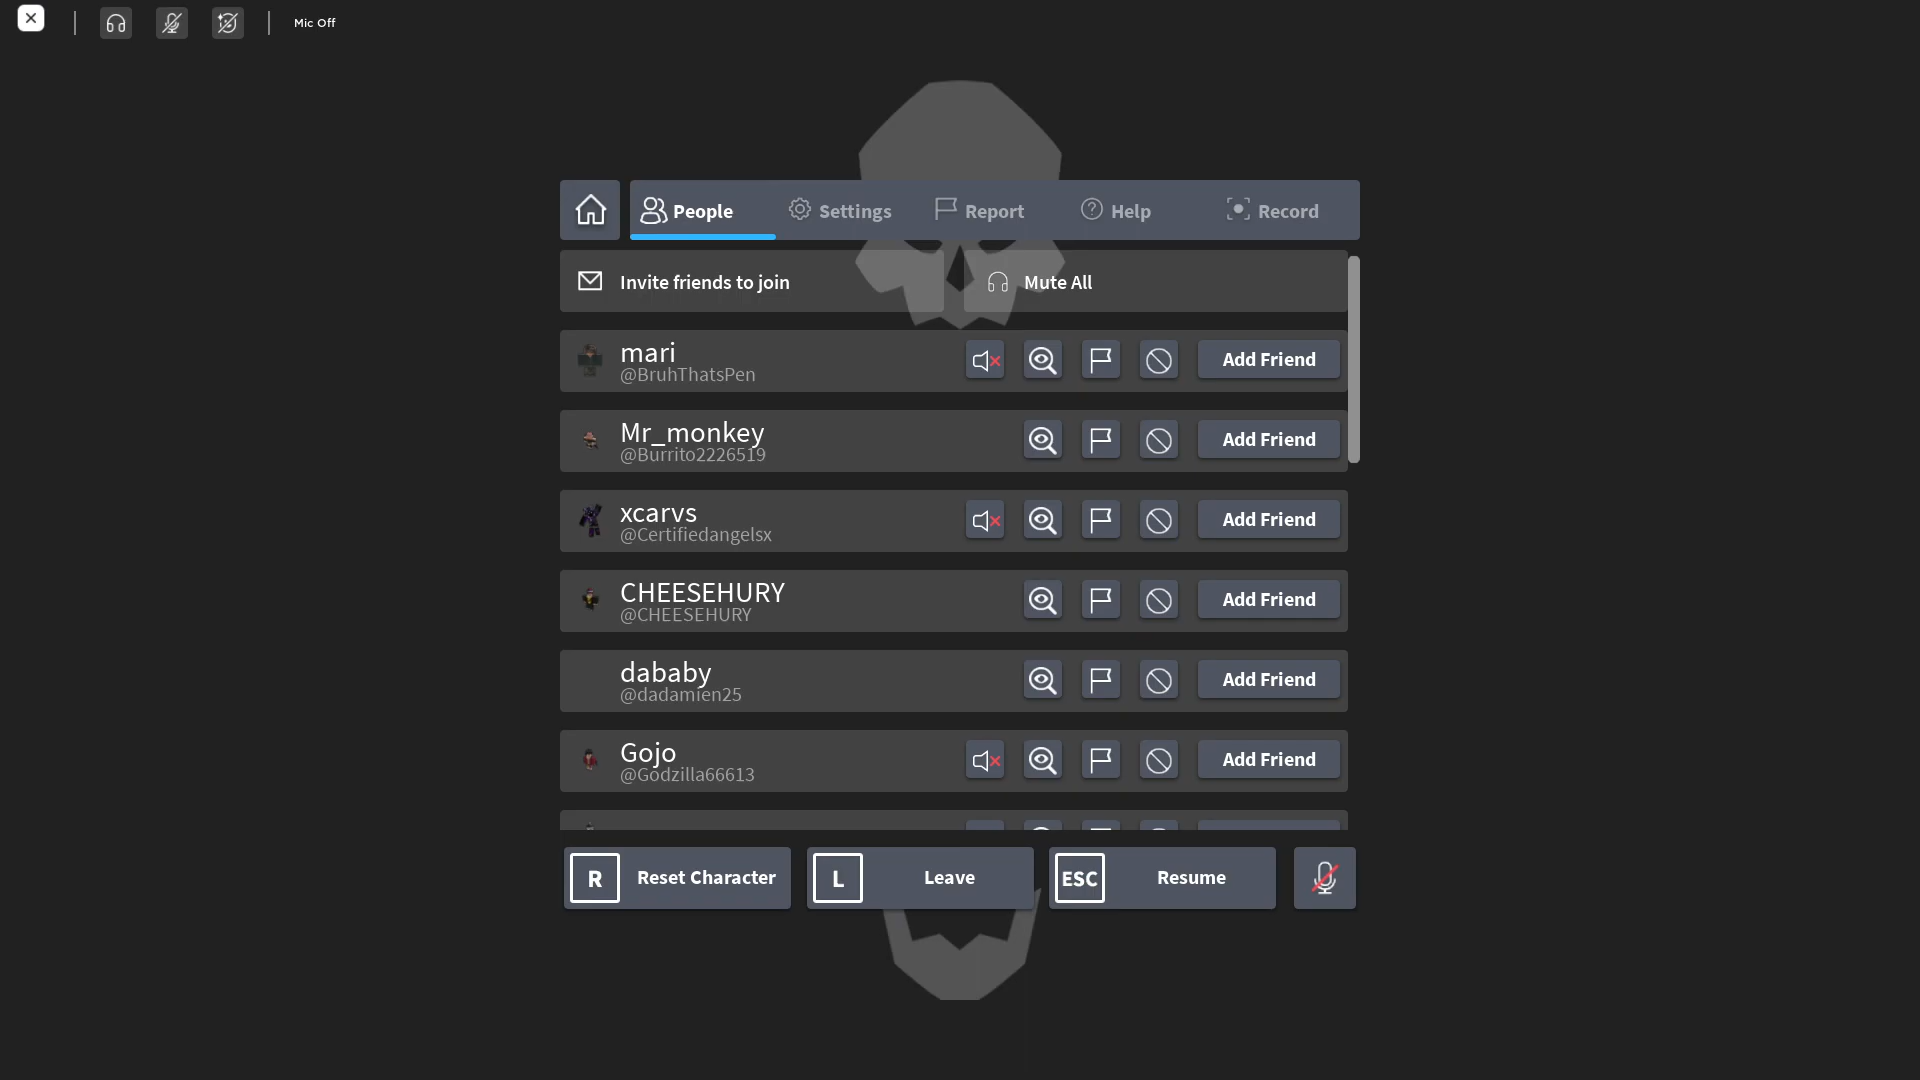 Mic Off
People
Settings
Report
Help
Record
Invite friends to join
Mute All
mari
@BruhThatsPen
Add Friend
Mr_monkey
@Burrito2226519
Add Friend
xcarvs
@Certifiedangelsx
Add Friend
CHEESEHURY
@CHEESEHURY
Add Friend
dababy
@dadamien25
Add Friend
Gojo
@Godzilla66613
Add Friend
R Reset Character
L Leave
ESC Resume